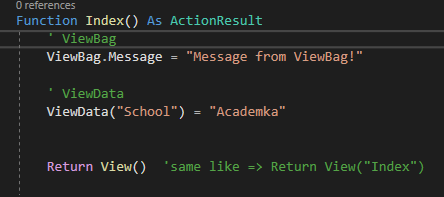 0 references
Function Index() As ActionResult
' ViewBag
ViewBag.Message = "Message from ViewBag!"
' ViewData
ViewData("School") = "Academka"
Return View()  'same like => Return View("Index")